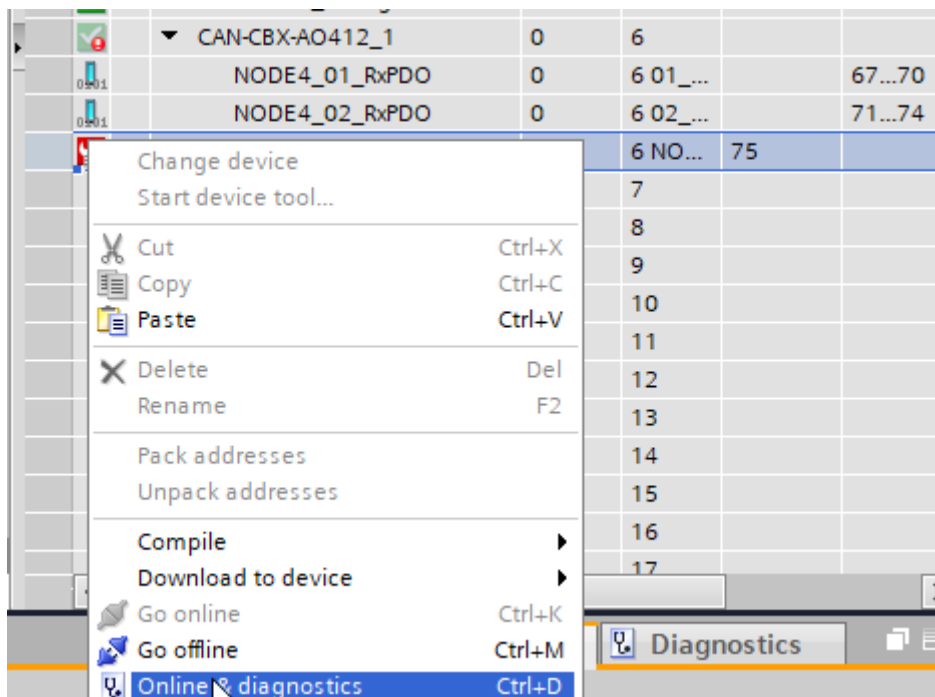 CAN-CBX-AO412_1 0 6
NODE4_01_RxPDO 0 6 01_... 67...70
NODE4_02_RxPDO 0 6 02_... 71...74
6 NO... 75
Change device
7
Start device tool...
8
Cut Ctrl+X
9
Copy Ctrl+C
10
Paste Ctrl+V
11
Delete Del
12
Rename F2
13
Pack addresses
14
Unpack addresses
15
16
Compile
17
Download to device
Go online Ctrl+K
Go offline Ctrl+M
Diagnostics
Online & diagnostics Ctrl+D